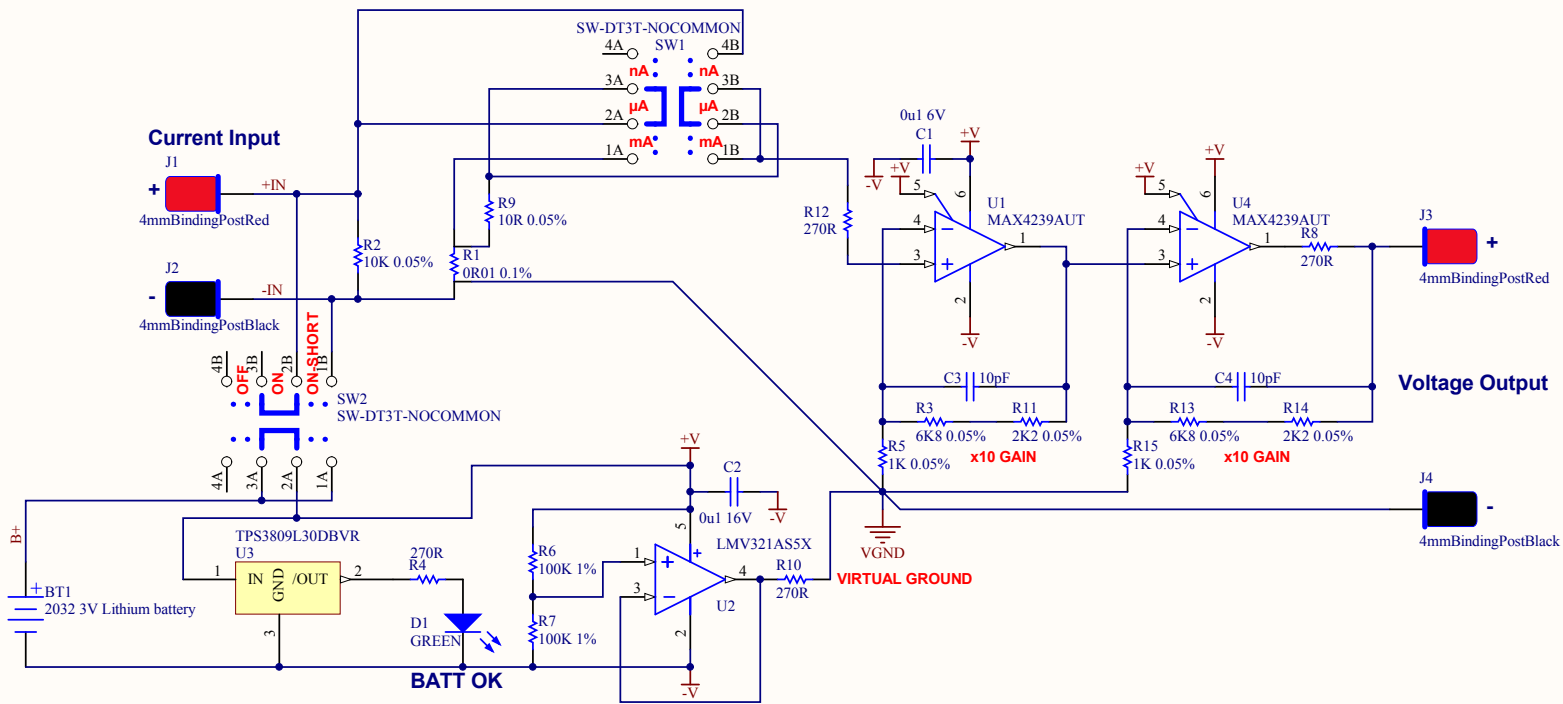 SW-DT3T-NOCOMMON
SW1
4A
4B
nA
nA
3A
3B
µA
µA
2A
2B
mA
mA
1A
1B
Current Input
J1
+
+IN
4mmBindingPostRed
J2
-
-IN
4mmBindingPostBlack
R2
10K 0.05%
R9
10R 0.05%
R1
0R01 0.1%
4B
3B
2B
1B
OFF
ON
ON-SHORT
SW2
SW-DT3T-NOCOMMON
4A
3A
2A
1A
R12
270R
0u1 6V
C1
+V
-V
+V
5
6
U1
MAX4239AUT
4
1
3
2
-V
C3
10pF
R3
6K8 0.05%
R11
2K2 0.05%
R5
1K 0.05%
x10 GAIN
+V
+V
5
6
U4
MAX4239AUT
4
1
3
2
-V
R8
270R
C4
10pF
R13
6K8 0.05%
R14
2K2 0.05%
R15
1K 0.05%
x10 GAIN
J3
+
4mmBindingPostRed
Voltage Output
J4
-
4mmBindingPostBlack
VGND
VIRTUAL GROUND
B+
+
BT1
2032 3V Lithium battery
TPS3809L30DBVR
U3
1
IN
GND
/OUT
2
3
270R
R4
D1
GREEN
BATT OK
+V
C2
0u1 16V
-V
R6
100K 1%
R7
100K 1%
5
LMV321AS5X
1
4
3
U2
2
-V
R10
270R